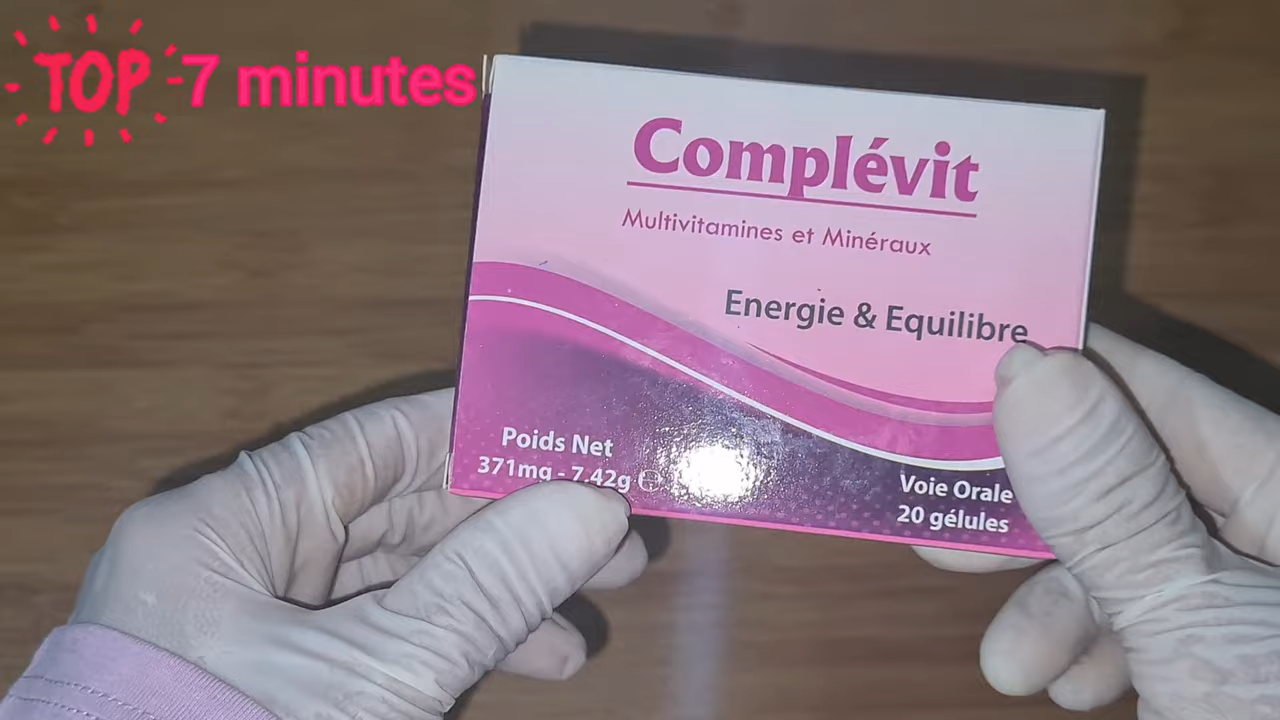 TOP -7 minutes
Complévit
Multivitamines et Minéraux
Energie & Equilibre
Poids Net
371mg - 7.42g ℮
Voie Orale
20 gélules